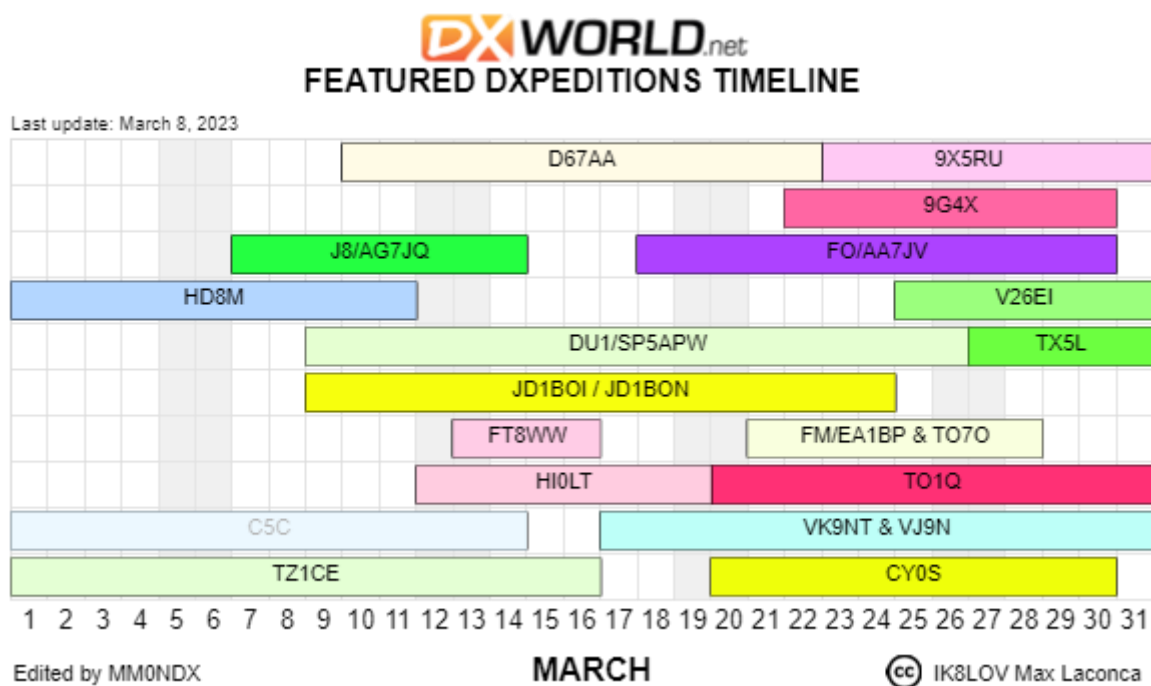 DX WORLD.net
FEATURED DXPEDITIONS TIMELINE
Last update: March 8, 2023
D67AA 9X5RU
9G4X
J8/AG7JQ FO/AA7JV
HD8M V26EI
DU1/SP5APW TX5L
JD1BOI / JD1BON
FT8WW FM/EA1BP & TO7O
HI0LT TO1Q
C5C VK9NT & VJ9N
TZ1CE CY0S
1 2 3 4 5 6 7 8 9 10 11 12 13 14 15 16 17 18 19 20 21 22 23 24 25 26 27 28 29 30 31
Edited by MM0NDX MARCH cc IK8LOV Max Laconca